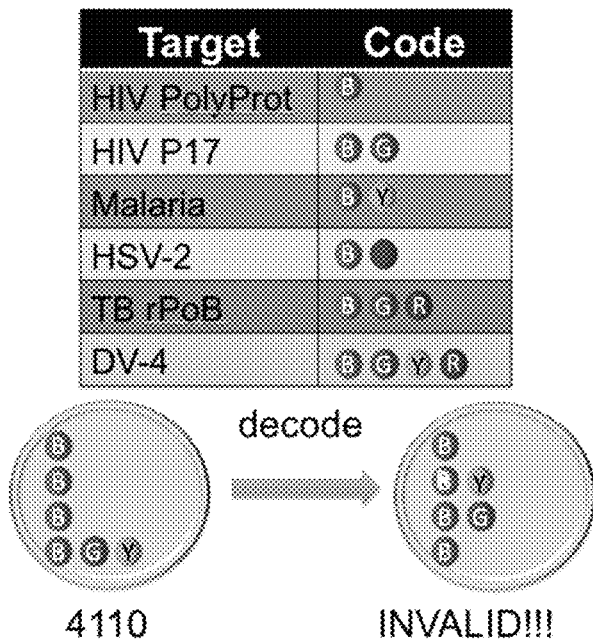 Target Code
HIV PolyProt B
HIV P17 B G
Malaria B Y
HSV-2 B
TB rPoB B G R
DV-4 B G Y R
decode
B B
B Y
B B G
B G Y B
4110 INVALID!!!